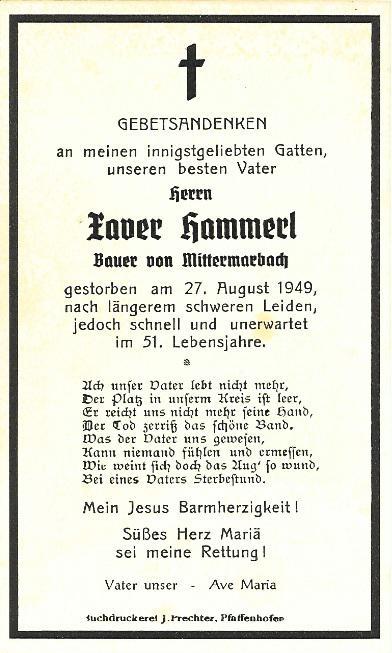 GEBETSANDENKEN
an meinen innigstgeliebten Gatten,
unseren besten Vater
Herrn
Xaver Hammerl
Bauer von Mittermarbach
gestorben am 27. August 1949,
nach längerem schweren Leiden,
jedoch schnell und unerwartet
im 51. Lebensjahre.
*
Ach unser Vater lebt nicht mehr,
Der Platz in unserm Kreis ist leer,
Er reicht uns nicht mehr seine Hand,
Der Tod zerriß das schöne Band.
Was der Vater uns gewesen,
Kann niemand fühlen und ermessen,
Wie weint sich doch das Aug' so wund,
Bei eines Vaters Sterbestund.
Mein Jesus Barmherzigkeit!
Süßes Herz Mariä
sei meine Rettung!
Vater unser - Ave Maria
Buchdruckerei J. Prechter, Pfaffenhofen